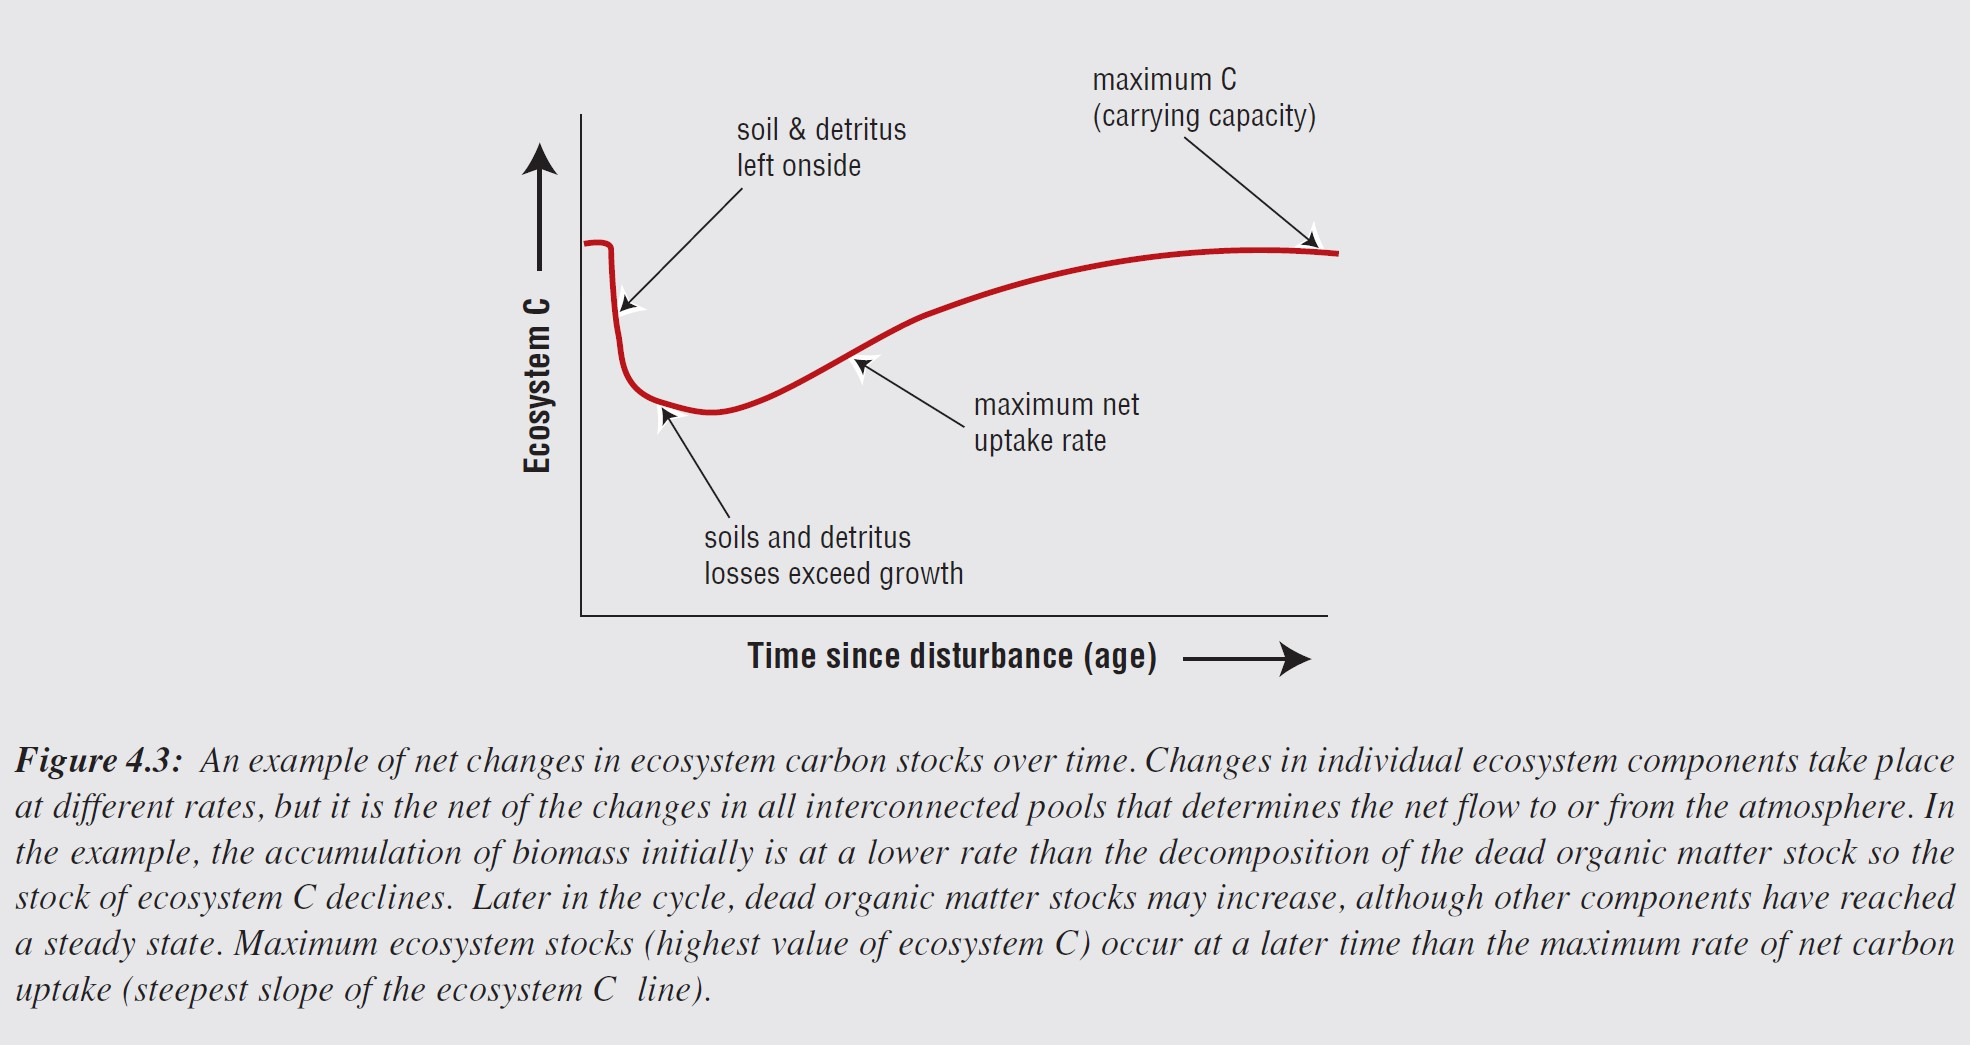 maximum C
(carrying capacity)
soil & detritus
left onside
Ecosystem C
maximum net
uptake rate
soils and detritus
losses exceed growth
Time since disturbance (age)
Figure 4.3: An example of net changes in ecosystem carbon stocks over time. Changes in individual ecosystem components take place
at different rates, but it is the net of the changes in all interconnected pools that determines the net flow to or from the atmosphere. In
the example, the accumulation of biomass initially is at a lower rate than the decomposition of the dead organic matter stock so the
stock of ecosystem C declines. Later in the cycle, dead organic matter stocks may increase, although other components have reached
a steady state. Maximum ecosystem stocks (highest value of ecosystem C) occur at a later time than the maximum rate of net carbon
uptake (steepest slope of the ecosystem C line).